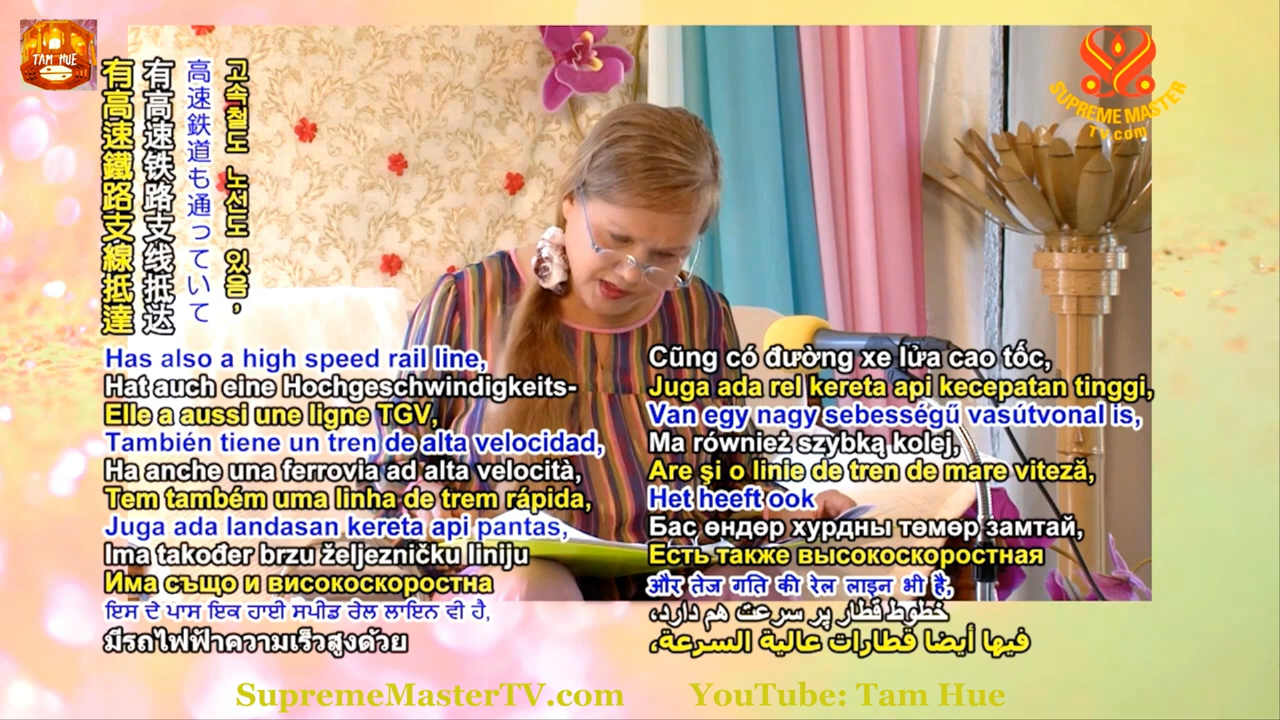 TAM HUE
SUPREME MASTER
TV.com
有高速鐵路支線抵達
有高速铁路支线抵达
高速鉄道も通っていて
고속철도 노선도 있음,
Has also a high speed rail line,
Hat auch eine Hochgeschwindigkeits-
Elle a aussi une ligne TGV,
También tiene un tren de alta velocidad,
Ha anche una ferrovia ad alta velocità,
Tem também uma linha de trem rápida,
Juga ada landasan kereta api pantas,
Ima također brzu željezničku liniju
Има също и високоскоростна
ਇਸ ਦੇ ਪਾਸ ਇਕ ਹਾਈ ਸਪੀਡ ਰੇਲ ਲਾਇਨ ਵੀ ਹੈ,
มีรถไฟฟ้าความเร็วสูงด้วย
Cũng có đường xe lửa cao tốc,
Juga ada rel kereta api kecepatan tinggi,
Van egy nagy sebességű vasútvonal is,
Ma również szybką kolej,
Are şi o linie de tren de mare viteză,
Het heeft ook
Бас өндөр хурдны төмөр замтай,
Есть также высокоскоростная
और तेज गति की रेल लाइन भी है,
خطوط قطار پر سرعت هم دارد،
فيها أيضا قطارات عالية السرعة،
SupremeMasterTV.com YouTube: Tam Hue